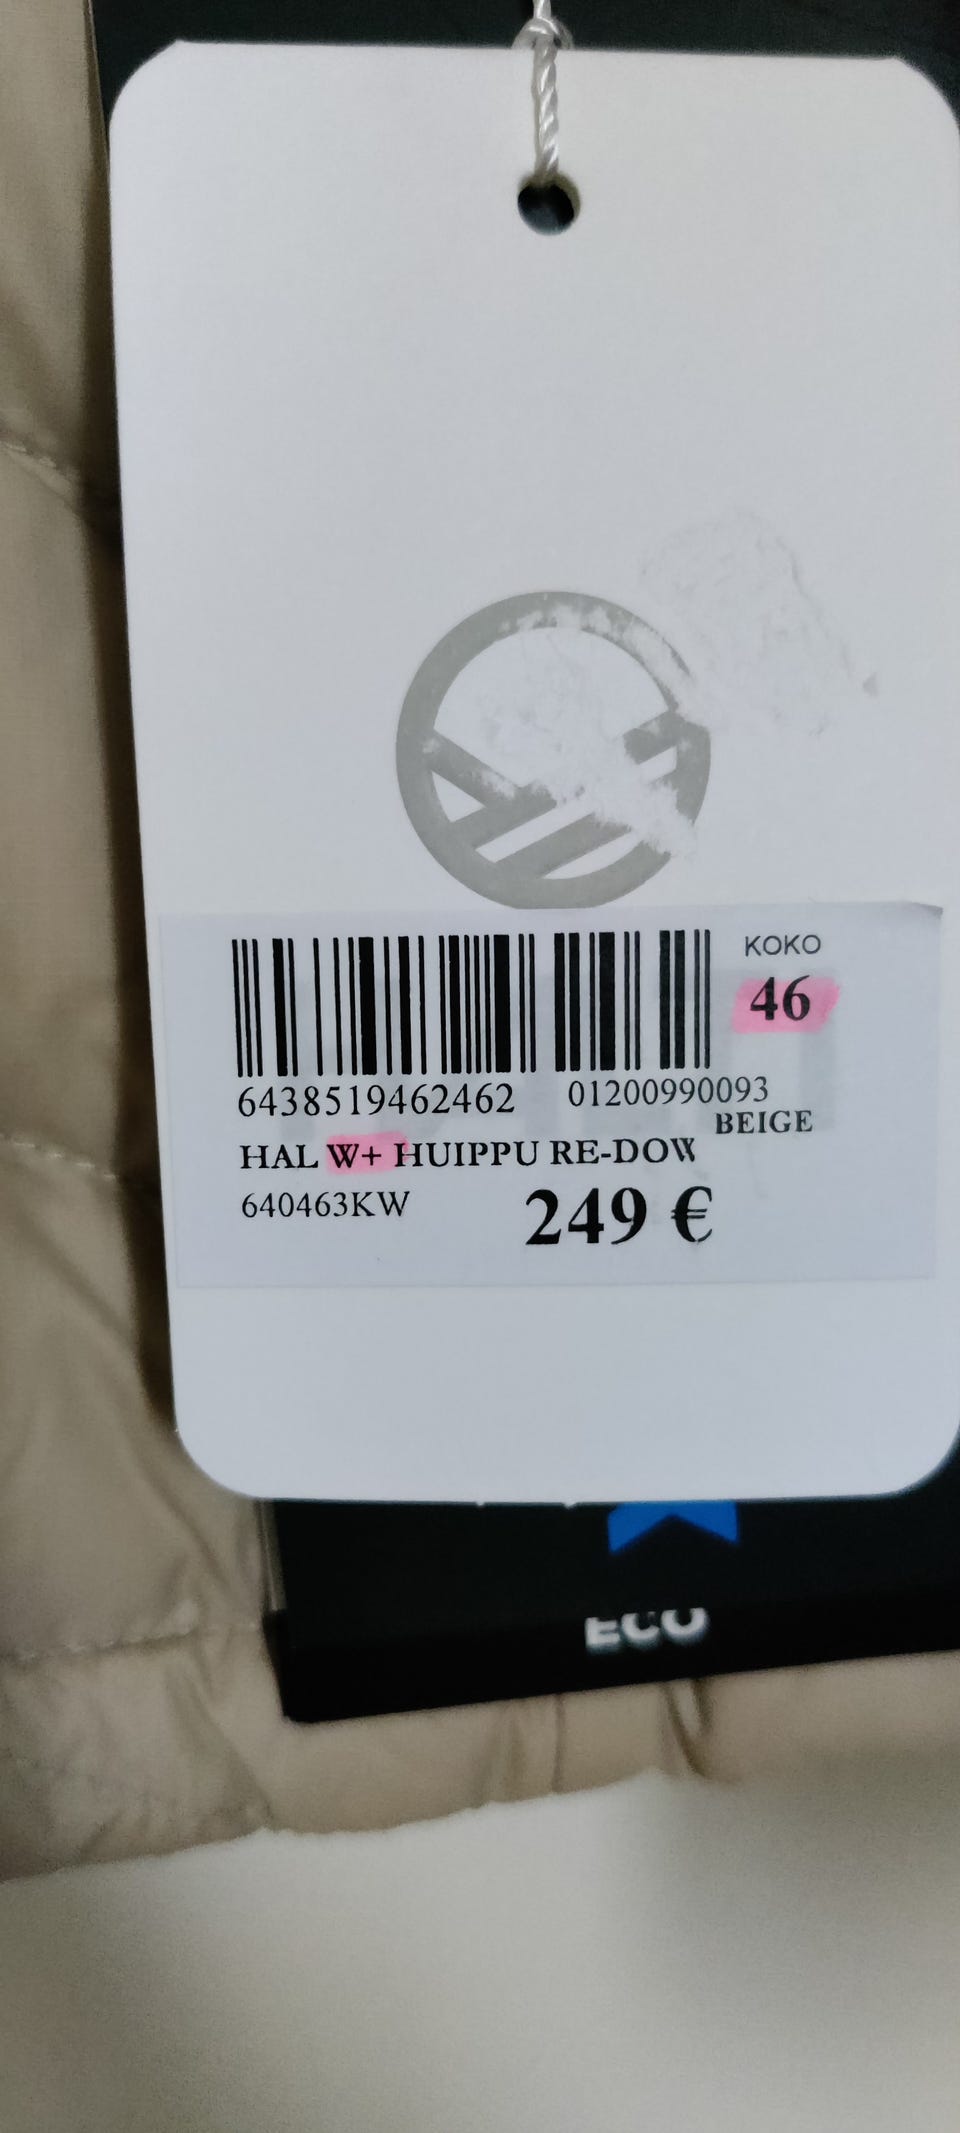 KOKO
46
6438519462462 01200990093
BEIGE
HAL W+ HUIPPU RE-DOW
640463KW 249 €
ECO